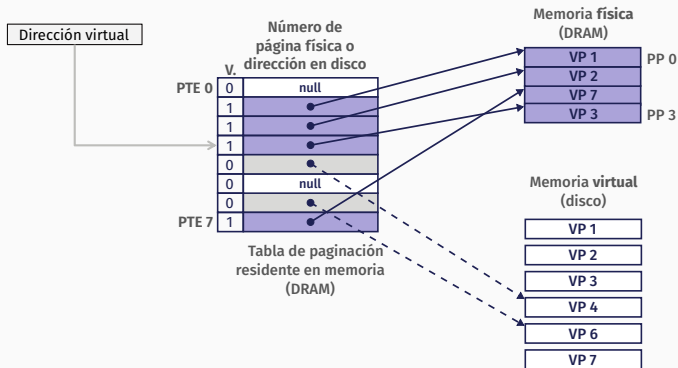 Dirección virtual
Número de
página física o
dirección en disco
V.
PTE 0
0
null
1
1
1
0
0
null
0
PTE 7
1
Tabla de paginación
residente en memoria
(DRAM)
Memoria física
(DRAM)
VP 1
PP 0
VP 2
VP 7
VP 3
PP 3
Memoria virtual
(disco)
VP 1
VP 2
VP 3
VP 4
VP 6
VP 7